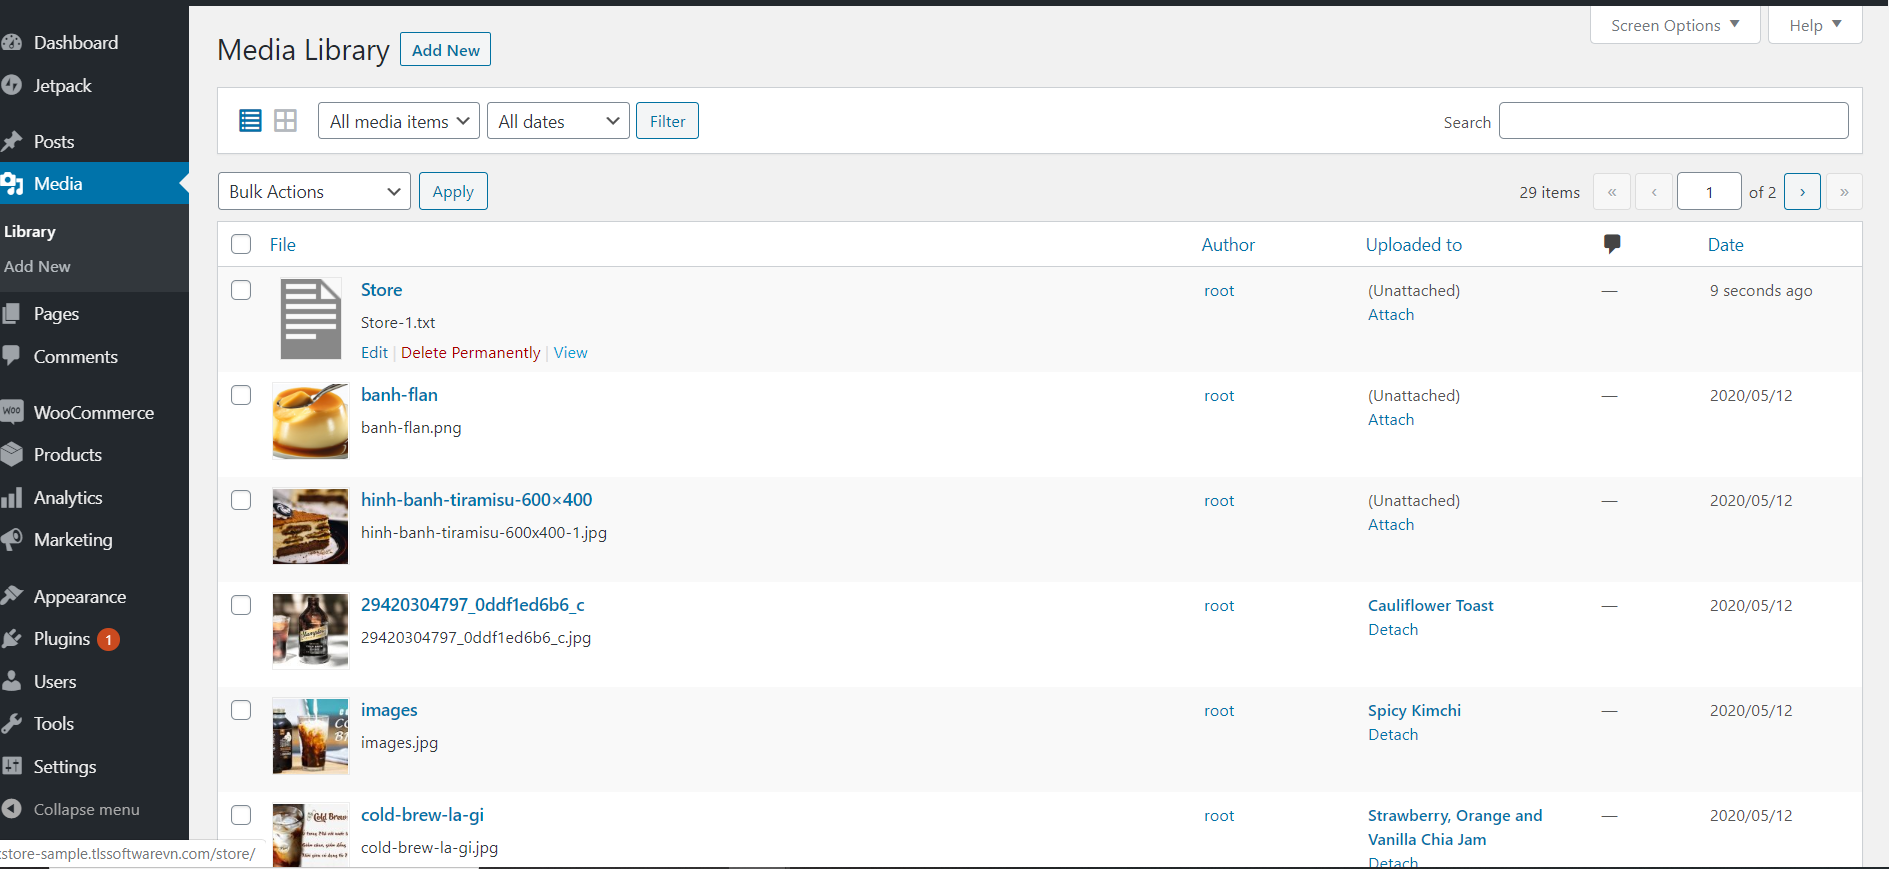 Dashboard
Jetpack
Posts
Media
Library
Add New
Pages
Comments
WooCommerce
Products
Analytics
Marketing
Appearance
Plugins 1
Users
Tools
Settings
Collapse menu
store-sample.tlssoftwarevn.com/store/
Screen Options ▼ Help ▼
Media Library Add New
All media items All dates Filter Search
Bulk Actions Apply 29 items « ‹ 1 of 2 › »
File Author Uploaded to Date
Store root (Unattached) — 9 seconds ago
Attach
Store-1.txt
Edit | Delete Permanently | View
banh-flan root (Unattached) — 2020/05/12
Attach
banh-flan.png
hinh-banh-tiramisu-600×400 root (Unattached) — 2020/05/12
Attach
hinh-banh-tiramisu-600x400-1.jpg
29420304797_0ddf1ed6b6_c root Cauliflower Toast — 2020/05/12
Detach
29420304797_0ddf1ed6b6_c.jpg
images root Spicy Kimchi — 2020/05/12
Detach
images.jpg
cold-brew-la-gi root Strawberry, Orange and — 2020/05/12
Vanilla Chia Jam
cold-brew-la-gi.jpg
Detach
Cold Brew